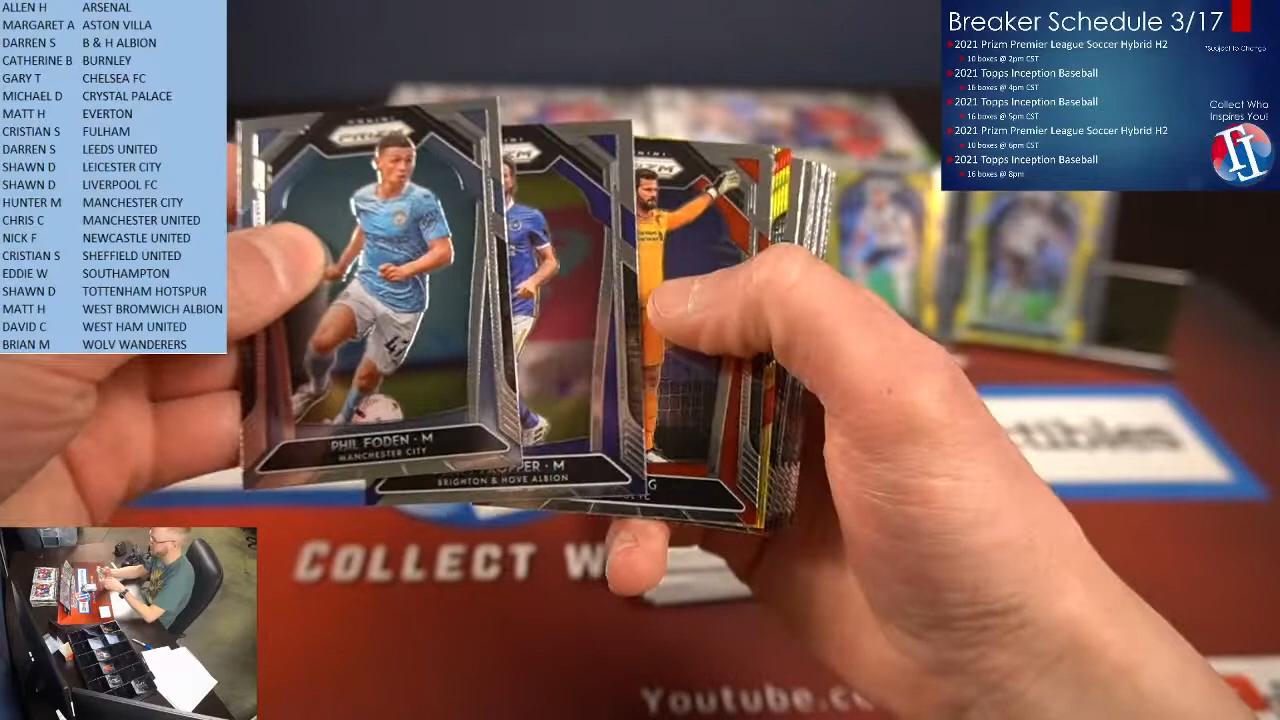 ALLEN H ARSENAL
MARGARET A ASTON VILLA
DARREN S B & H ALBION
CATHERINE B BURNLEY
GARY T CHELSEA FC
MICHAEL D CRYSTAL PALACE
MATT H EVERTON
CRISTIAN S FULHAM
DARREN S LEEDS UNITED
SHAWN D LEICESTER CITY
SHAWN D LIVERPOOL FC
HUNTER M MANCHESTER CITY
CHRIS C MANCHESTER UNITED
NICK F NEWCASTLE UNITED
CRISTIAN S SHEFFIELD UNITED
EDDIE W SOUTHAMPTON
SHAWN D TOTTENHAM HOTSPUR
MATT H WEST BROMWICH ALBION
DAVID C WEST HAM UNITED
BRIAN M WOLV WANDERERS
Breaker Schedule 3/17
2021 Prizm Premier League Soccer Hybrid H2
*Subject to Change
10 boxes @ 2pm CST
2021 Topps Inception Baseball
16 boxes @ 4pm CST
2021 Topps Inception Baseball
16 boxes @ 5pm CST
2021 Prizm Premier League Soccer Hybrid H2
10 boxes @ 6pm CST
2021 Topps Inception Baseball
16 boxes @ 8pm
Collect Who
Inspires You!
PANINI
PRIZM
PHIL FODEN · M
MANCHESTER CITY
BRIGHTON & HOVE ALBION
COLLECT W
Youtube.c